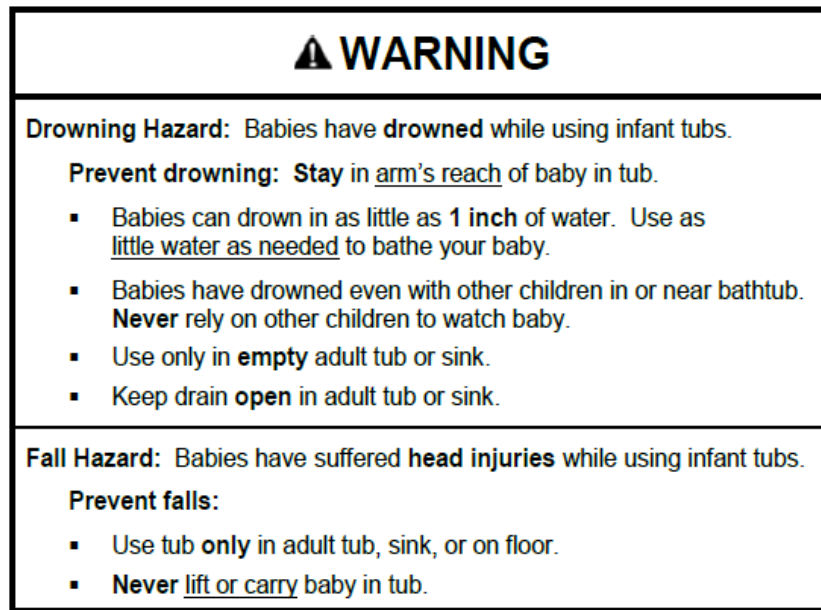 ⚠ WARNING
Drowning Hazard: Babies have drowned while using infant tubs.
Prevent drowning: Stay in arm's reach of baby in tub.
▪ Babies can drown in as little as 1 inch of water. Use as
little water as needed to bathe your baby.
▪ Babies have drowned even with other children in or near bathtub.
Never rely on other children to watch baby.
▪ Use only in empty adult tub or sink.
▪ Keep drain open in adult tub or sink.
Fall Hazard: Babies have suffered head injuries while using infant tubs.
Prevent falls:
▪ Use tub only in adult tub, sink, or on floor.
▪ Never lift or carry baby in tub.